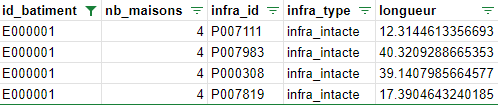 id_batiment nb_maisons infra_id infra_type longueur
E000001 4 P007111 infra_intacte 12.3144613356693
E000001 4 P007983 infra_intacte 40.3209288665353
E000001 4 P000308 infra_intacte 39.1407985664577
E000001 4 P007819 infra_intacte 17.3904643240185